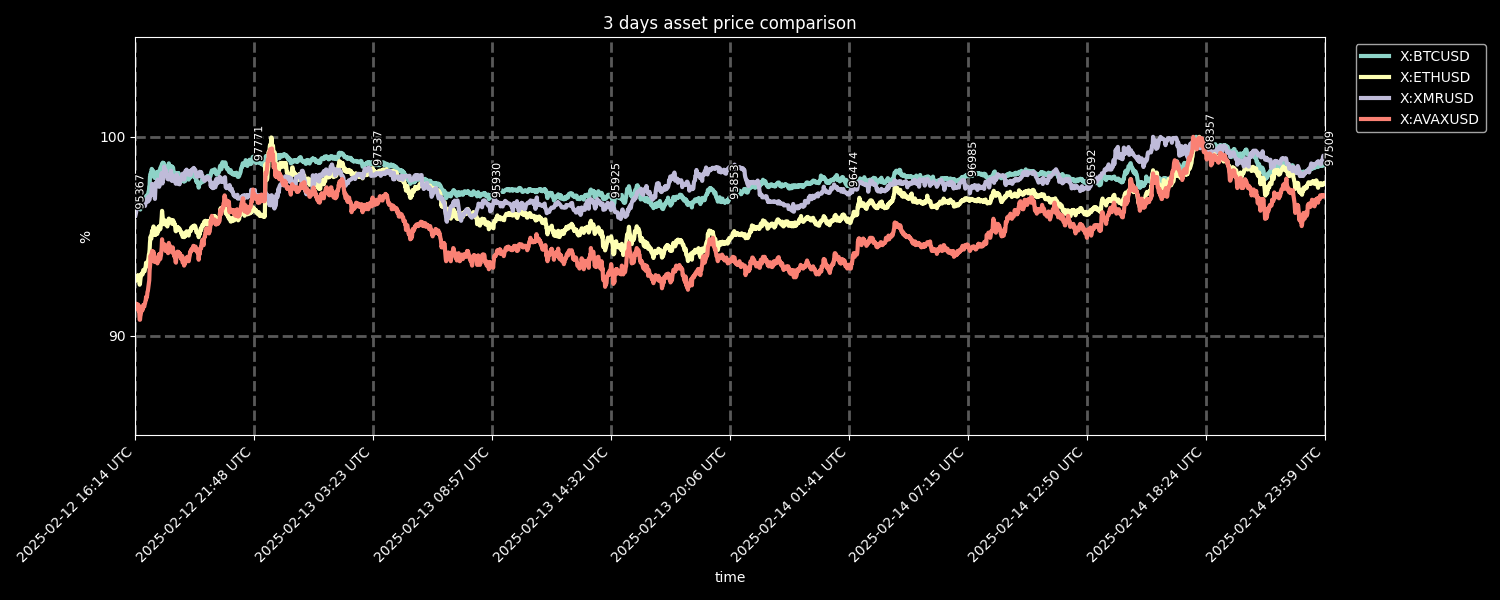 3 days asset price comparison
X:BTCUSD
X:ETHUSD
X:XMRUSD
X:AVAXUSD
100
90
%
95367
97771
97537
95930
95925
95853
96474
96985
96592
98357
97509
2025-02-12 16:14 UTC
2025-02-12 21:48 UTC
2025-02-13 03:23 UTC
2025-02-13 08:57 UTC
2025-02-13 14:32 UTC
2025-02-13 20:06 UTC
2025-02-14 01:41 UTC
2025-02-14 07:15 UTC
2025-02-14 12:50 UTC
2025-02-14 18:24 UTC
2025-02-14 23:59 UTC
time